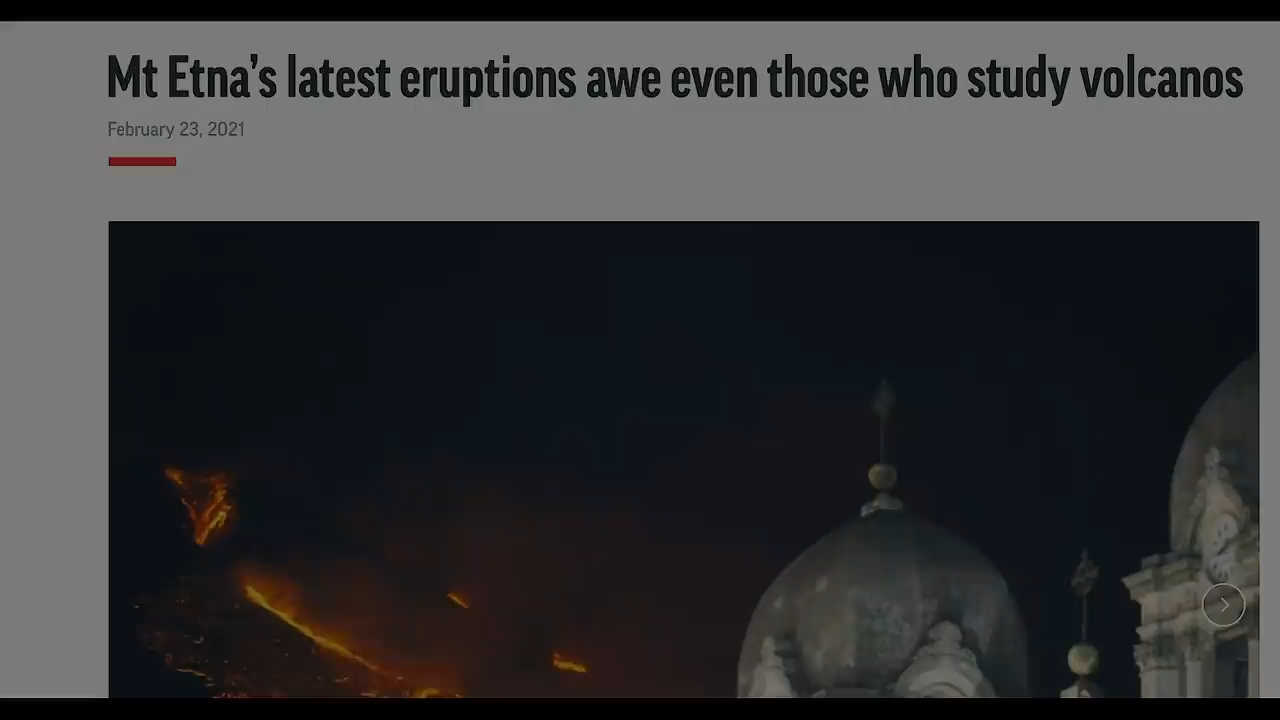 Mt Etna’s latest eruptions awe even those who study volcanos
February 23, 2021